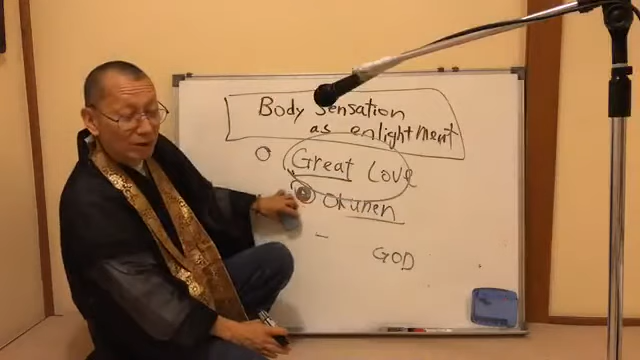 Body Sensation
as enlightment
Great Love
Okunen
GOD